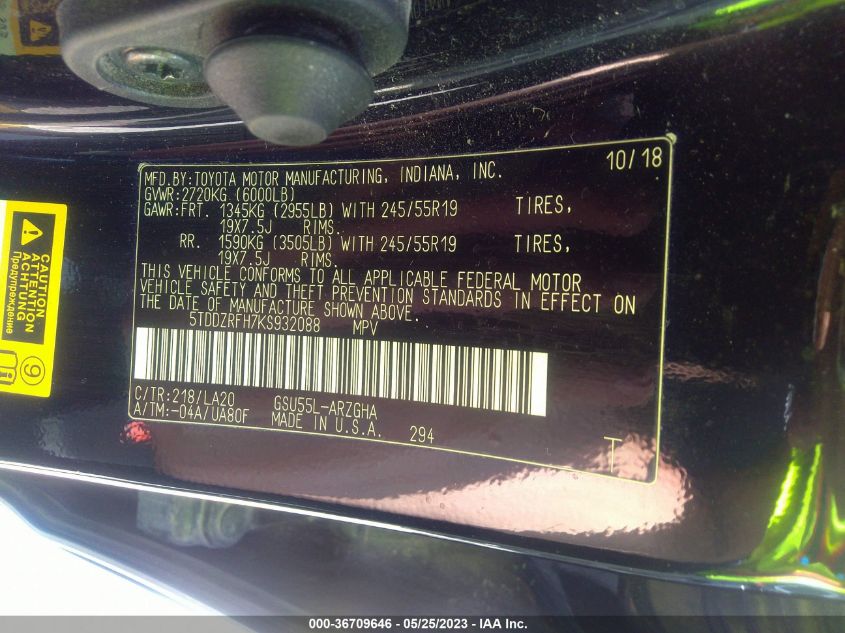 MFD.BY:TOYOTA MOTOR MANUFACTURING, INDIANA, INC. 10/18
GVWR:2720KG (6000LB)
GAWR:FRT. 1345KG (2955LB) WITH 245/55R19 TIRES,
19X7.5J RIMS.
RR. 1590KG (3505LB) WITH 245/55R19 TIRES,
19X7.5J RIMS.
THIS VEHICLE CONFORMS TO ALL APPLICABLE FEDERAL MOTOR
VEHICLE SAFETY AND THEFT PREVENTION STANDARDS IN EFFECT ON
THE DATE OF MANUFACTURE SHOWN ABOVE.
5TDDZRFH7KS932088 MPV
C/TR:218/LA20 GSU55L-ARZGHA
A/TM:-04A/UA80F MADE IN U.S.A. 294
T
CAUTION
ATTENTION
ACHTUNG
Предупреждение
9
000-36709646 - 05/25/2023 - IAA Inc.